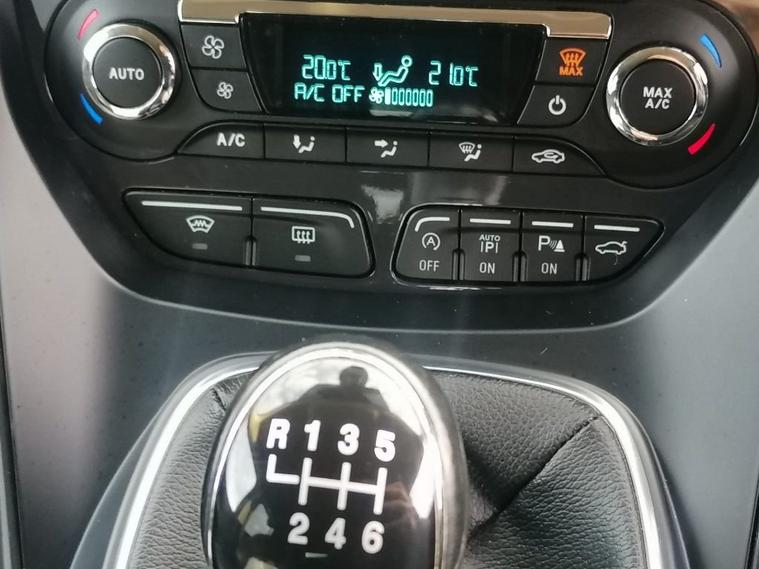 AUTO
20.0°C 21.0°C
A/C OFF
MAX
MAX
A/C
A/C
A
OFF
AUTO
P
ON
P
ON
R 1 3 5
2 4 6